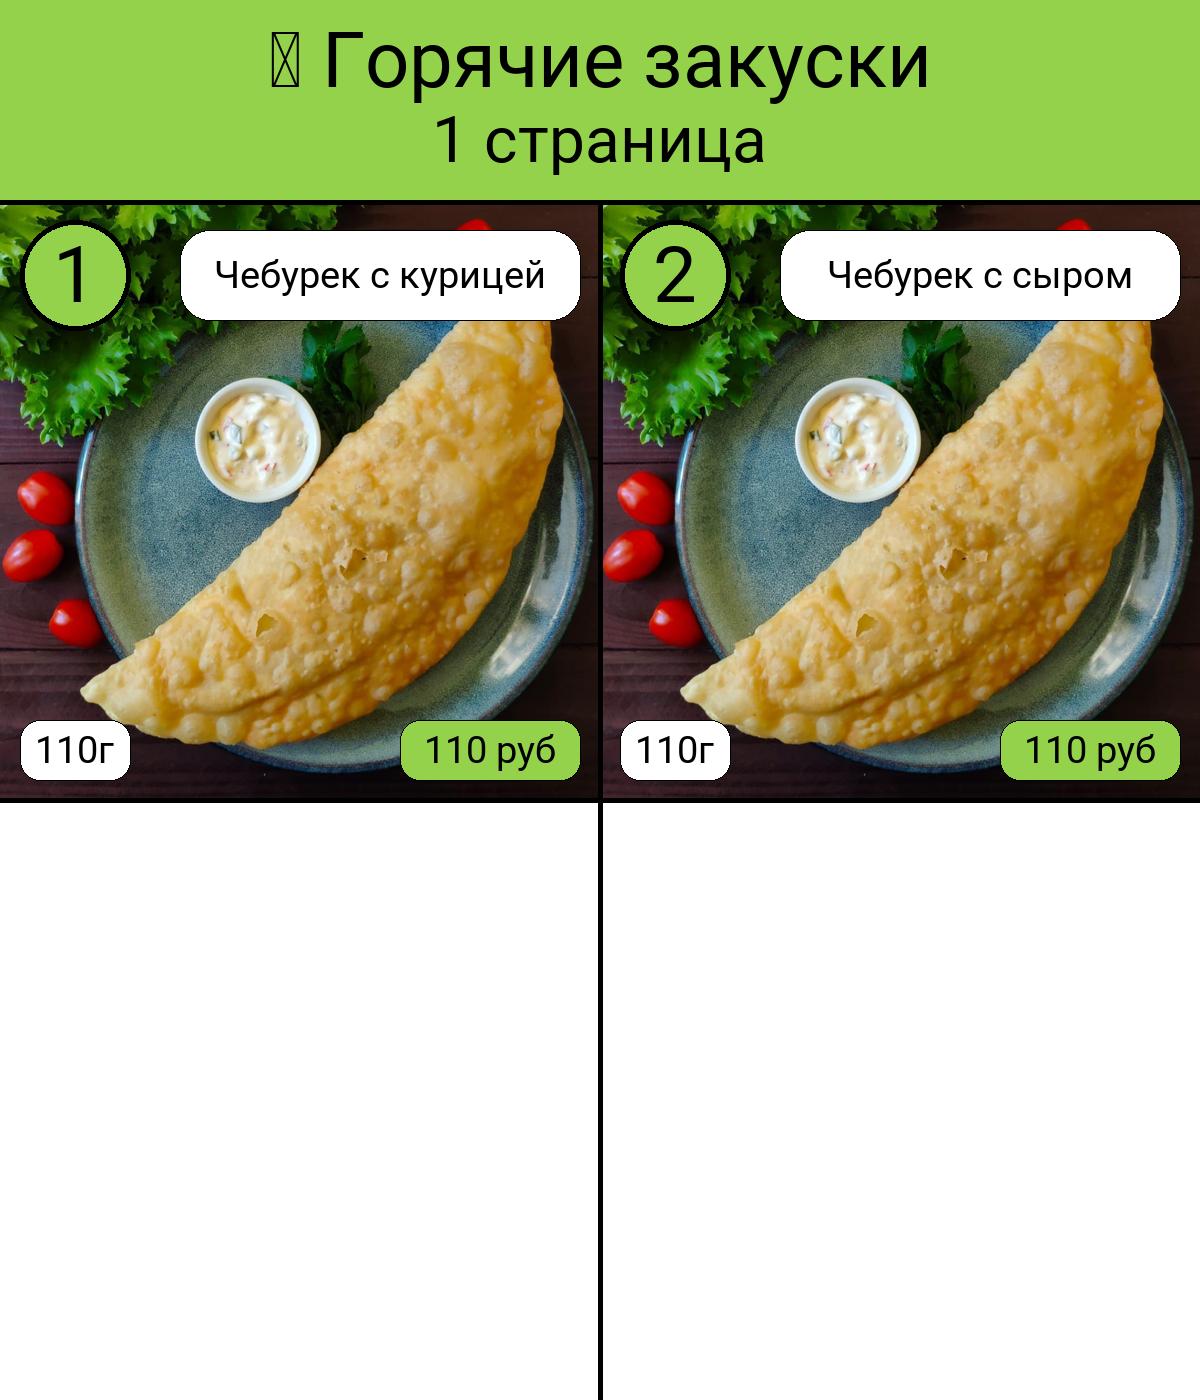 Горячие закуски
1 страница
1
Чебурек с курицей
2
Чебурек с сыром
110г
110 руб
110г
110 руб